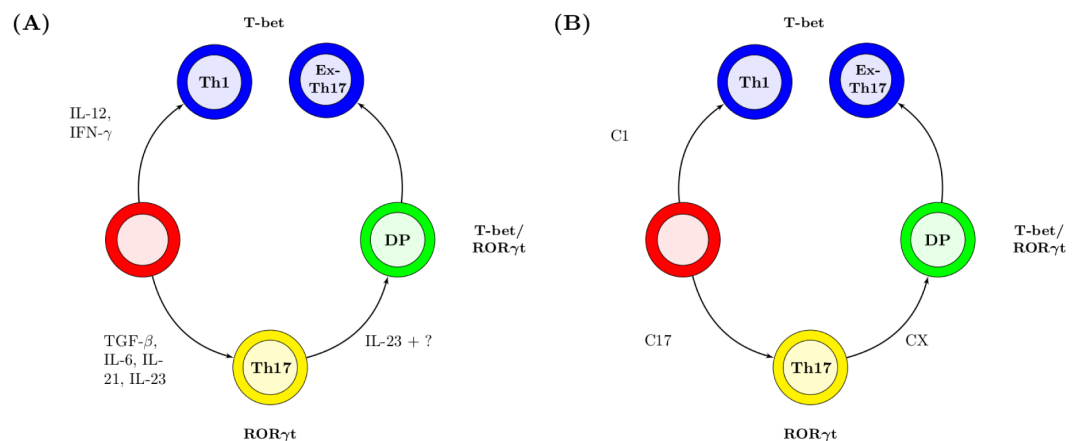 (A)
T-bet
Th1
Ex-
Th17
IL-12,
IFN-γ
DP
T-bet/
RORγt
TGF-β,
IL-6, IL-
21, IL-23
IL-23 + ?
Th17
RORγt
(B)
T-bet
Th1
Ex-
Th17
C1
DP
T-bet/
RORγt
C17
CX
Th17
RORγt